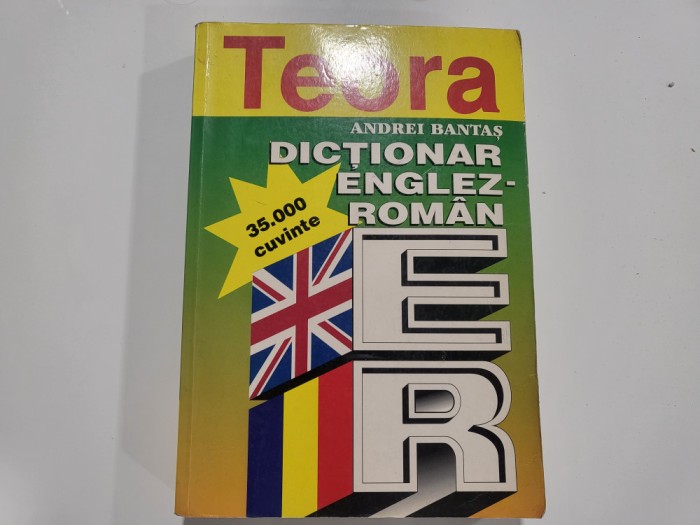 Teora
ANDREI BANTAȘ
DICȚIONAR
ENGLEZ-
ROMÂN
35.000
cuvinte
E
R